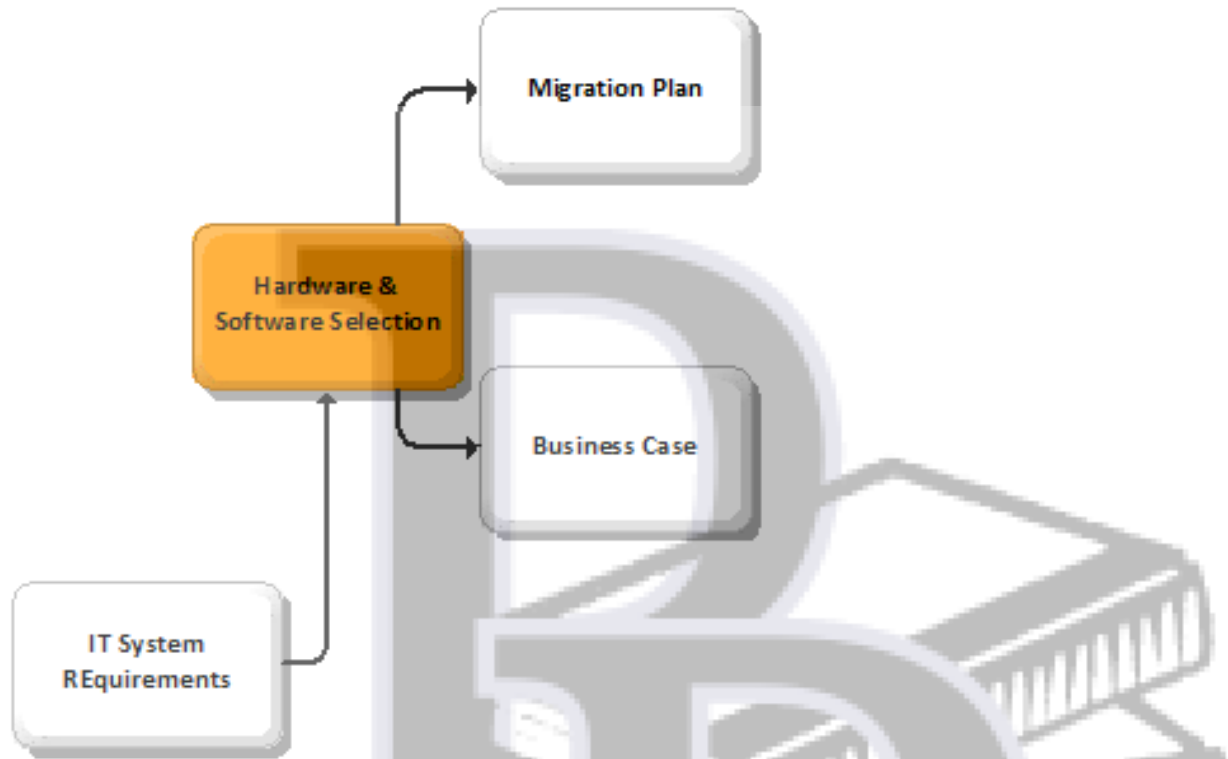 Migration Plan
Hardware &
Software Selection
Business Case
IT System
REquirements